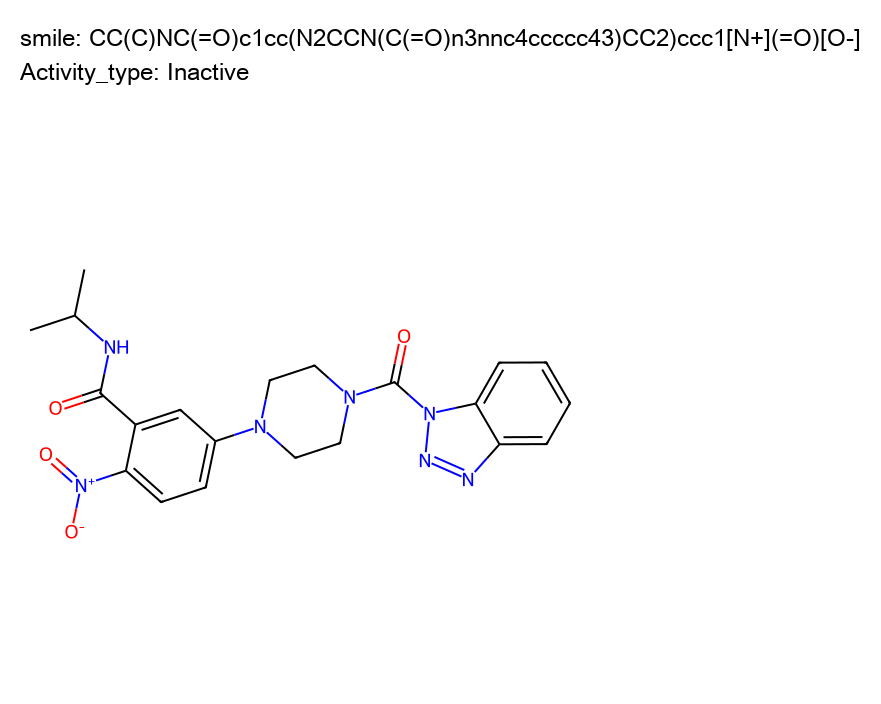 smile: CC(C)NC(=O)c1cc(N2CCN(C(=O)n3nnc4ccccc43)CC2)ccc1[N+](=O)[O-]
Activity_type: Inactive
O
NH
N
O
N
N
O
N
N
N+
O-